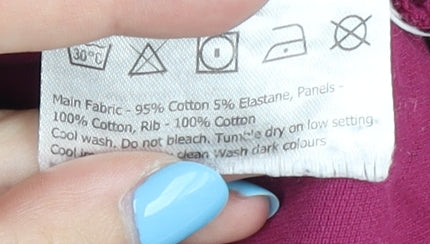 30°C
Main Fabric - 95% Cotton 5% Elastane, Panels -
100% Cotton, Rib - 100% Cotton
Cool wash. Do not bleach. Tumble dry on low setting.
Cool clean Wash dark colours